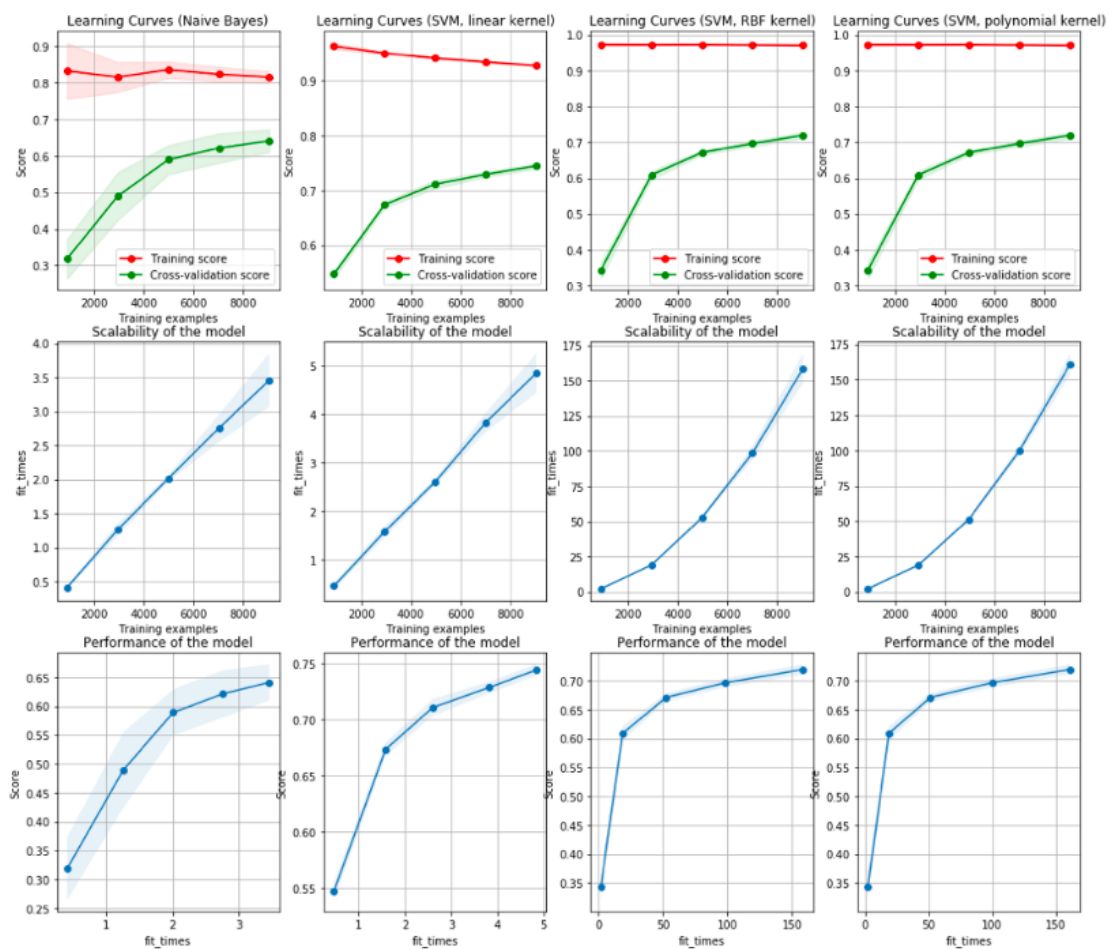 Learning Curves (Naive Bayes)
Learning Curves (SVM, linear kernel)
Learning Curves (SVM, RBF kernel)
Learning Curves (SVM, polynomial kernel)
0.9
0.8
0.7
0.6
0.5
0.4
0.3
Score
Training score
Cross-validation score
2000 4000 6000 8000
Training examples
0.9
0.8
0.7
0.6
Score
Training score
Cross-validation score
2000 4000 6000 8000
Training examples
1.0
0.9
0.8
0.7
0.6
0.5
0.4
0.3
Score
Training score
Cross-validation score
2000 4000 6000 8000
Training examples
1.0
0.9
0.8
0.7
0.6
0.5
0.4
0.3
Score
Training score
Cross-validation score
2000 4000 6000 8000
Training examples
Scalability of the model
Scalability of the model
Scalability of the model
Scalability of the model
4.0
3.5
3.0
2.5
2.0
1.5
1.0
0.5
fit_times
2000 4000 6000 8000
Training examples
5
4
3
2
1
fit_times
2000 4000 6000 8000
Training examples
175
150
125
100
75
50
25
0
fit_times
2000 4000 6000 8000
Training examples
175
150
125
100
75
50
25
0
fit_times
2000 4000 6000 8000
Training examples
Performance of the model
Performance of the model
Performance of the model
Performance of the model
0.65
0.60
0.55
0.50
0.45
0.40
0.35
0.30
0.25
Score
1 2 3
fit_times
0.75
0.70
0.65
0.60
0.55
Score
1 2 3 4 5
fit_times
0.70
0.65
0.60
0.55
0.50
0.45
0.40
0.35
Score
0 50 100 150
fit_times
0.70
0.65
0.60
0.55
0.50
0.45
0.40
0.35
Score
0 50 100 150
fit_times